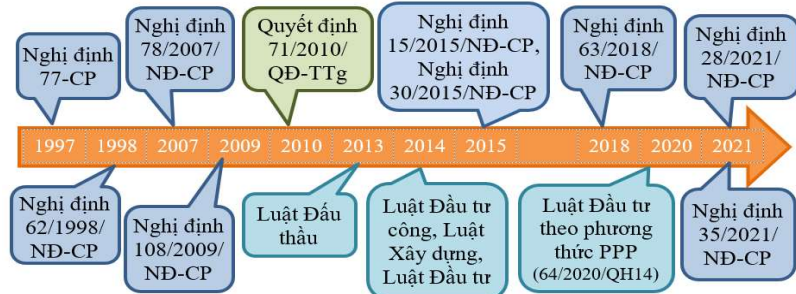 Nghị định
77-CP
Nghị định
78/2007/
NĐ-CP
Quyết định
71/2010/
QĐ-TTg
Nghị định
15/2015/NĐ-CP,
Nghị định
30/2015/NĐ-CP
Nghị định
63/2018/
NĐ-CP
Nghị định
28/2021/
NĐ-CP
1997 1998 2007 2009 2010 2013 2014 2015 2018 2020 2021
Nghị định
62/1998/
NĐ-CP
Nghị định
108/2009/
NĐ-CP
Luật Đấu
thầu
Luật Đầu tư
công, Luật
Xây dựng,
Luật Đầu tư
Luật Đầu tư
theo phương
thức PPP
(64/2020/QH14)
Nghị định
35/2021/
NĐ-CP